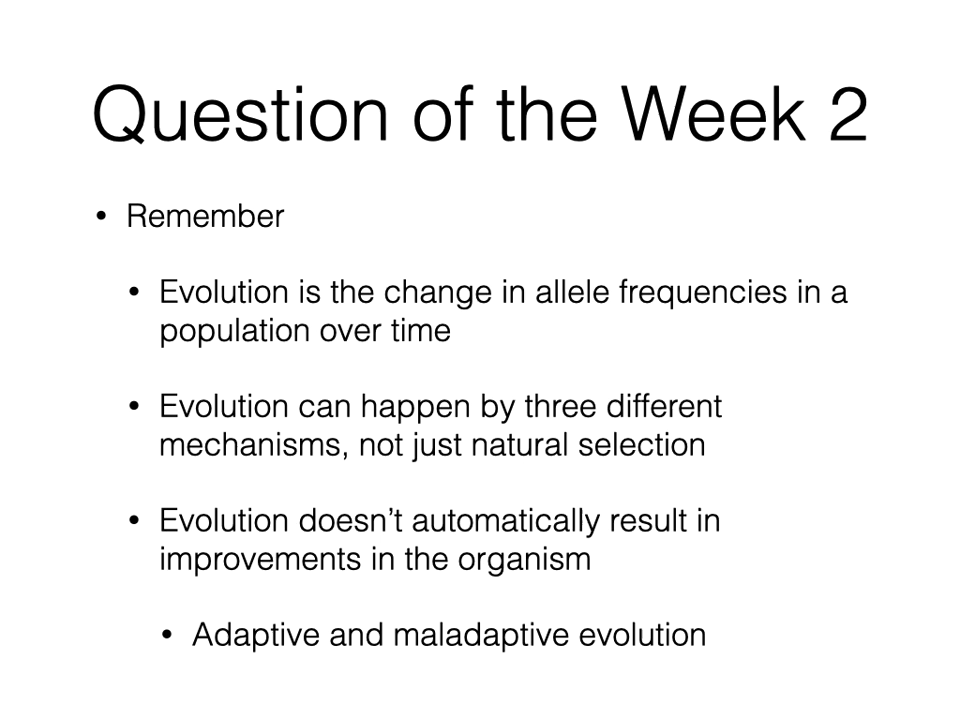 Question of the Week 2
• Remember
• Evolution is the change in allele frequencies in a
population over time
• Evolution can happen by three different
mechanisms, not just natural selection
• Evolution doesn’t automatically result in
improvements in the organism
• Adaptive and maladaptive evolution